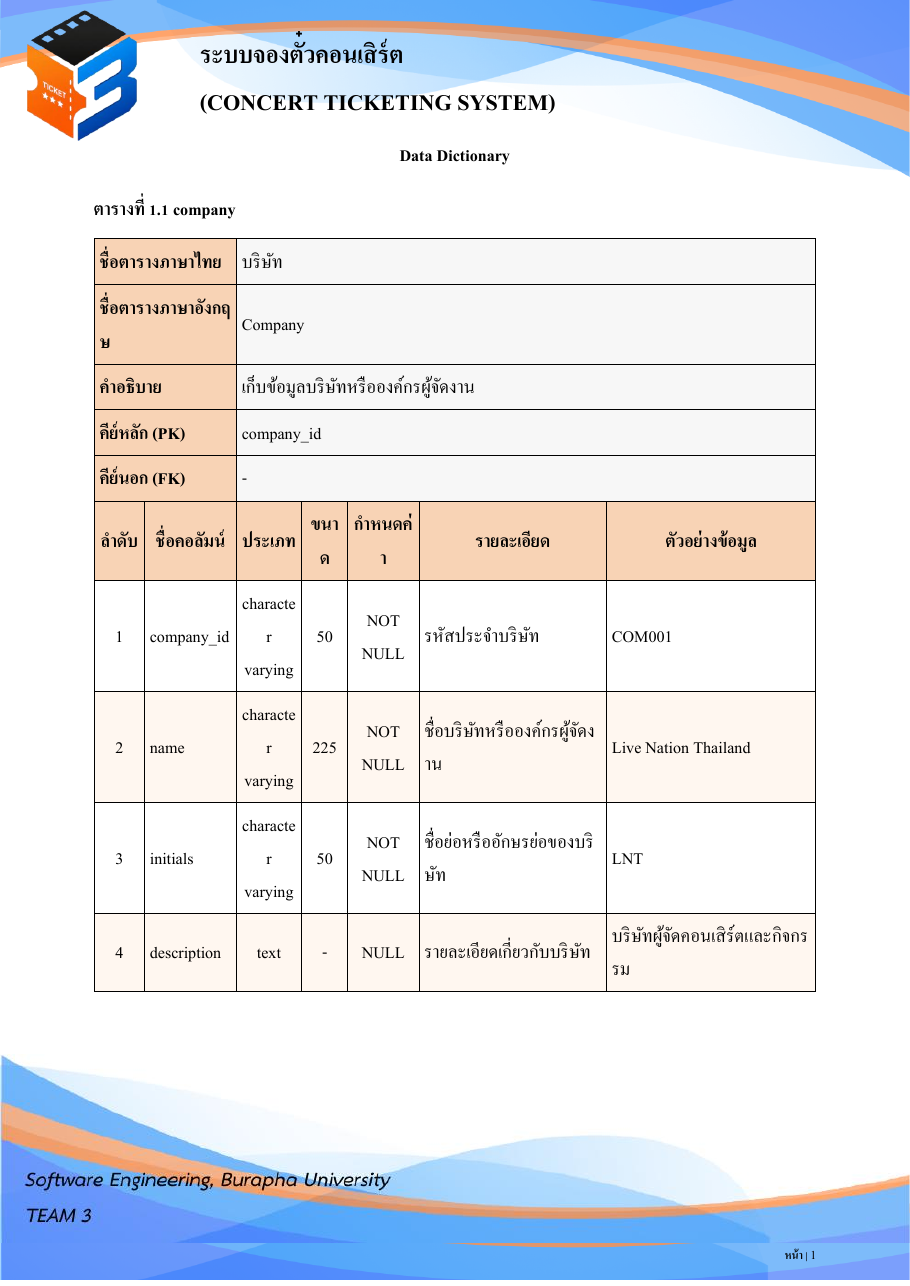 ระบบจองตั๋วคอนเสิร์ต
(CONCERT TICKETING SYSTEM)
TICKET
3
Data Dictionary
ตารางที่ 1.1 company
ชื่อตารางภาษาไทย บริษัท
ชื่อตารางภาษาอังกฤ
ษ
Company
คำอธิบาย เก็บข้อมูลบริษัทหรือองค์กรผู้จัดงาน
คีย์หลัก (PK) company_id
คีย์นอก (FK) -
ลำดับ ชื่อคอลัมน์ ประเภท ขนา
ด กำหนดค่
า รายละเอียด ตัวอย่างข้อมูล
1 company_id characte
r
varying 50 NOT
NULL รหัสประจำบริษัท COM001
2 name characte
r
varying 225 NOT
NULL ชื่อบริษัทหรือองค์กรผู้จัดง
าน Live Nation Thailand
3 initials characte
r
varying 50 NOT
NULL ชื่อย่อหรืออักษรย่อของบริ
ษัท LNT
4 description text - NULL รายละเอียดเกี่ยวกับบริษัท บริษัทผู้จัดคอนเสิร์ตและกิจกร
รม
Software Engineering, Burapha University
TEAM 3
หน้า | 1